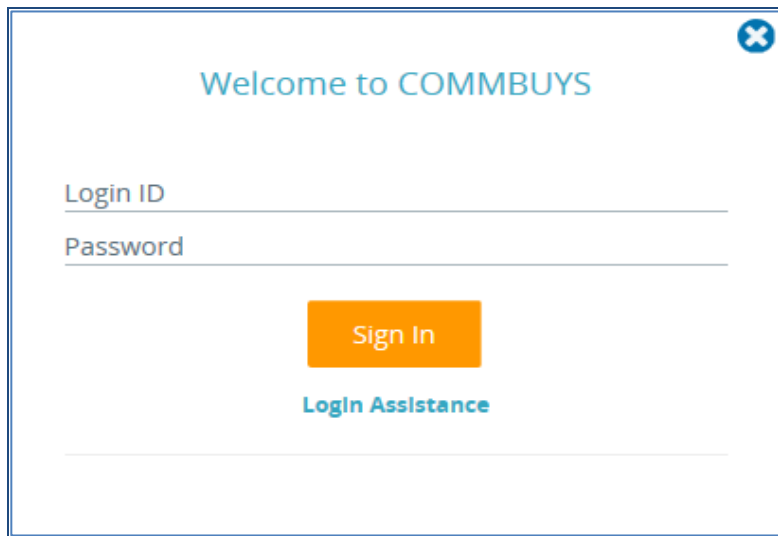 Welcome to COMMBUYS
Login ID
Password
Sign In
Login Assistance